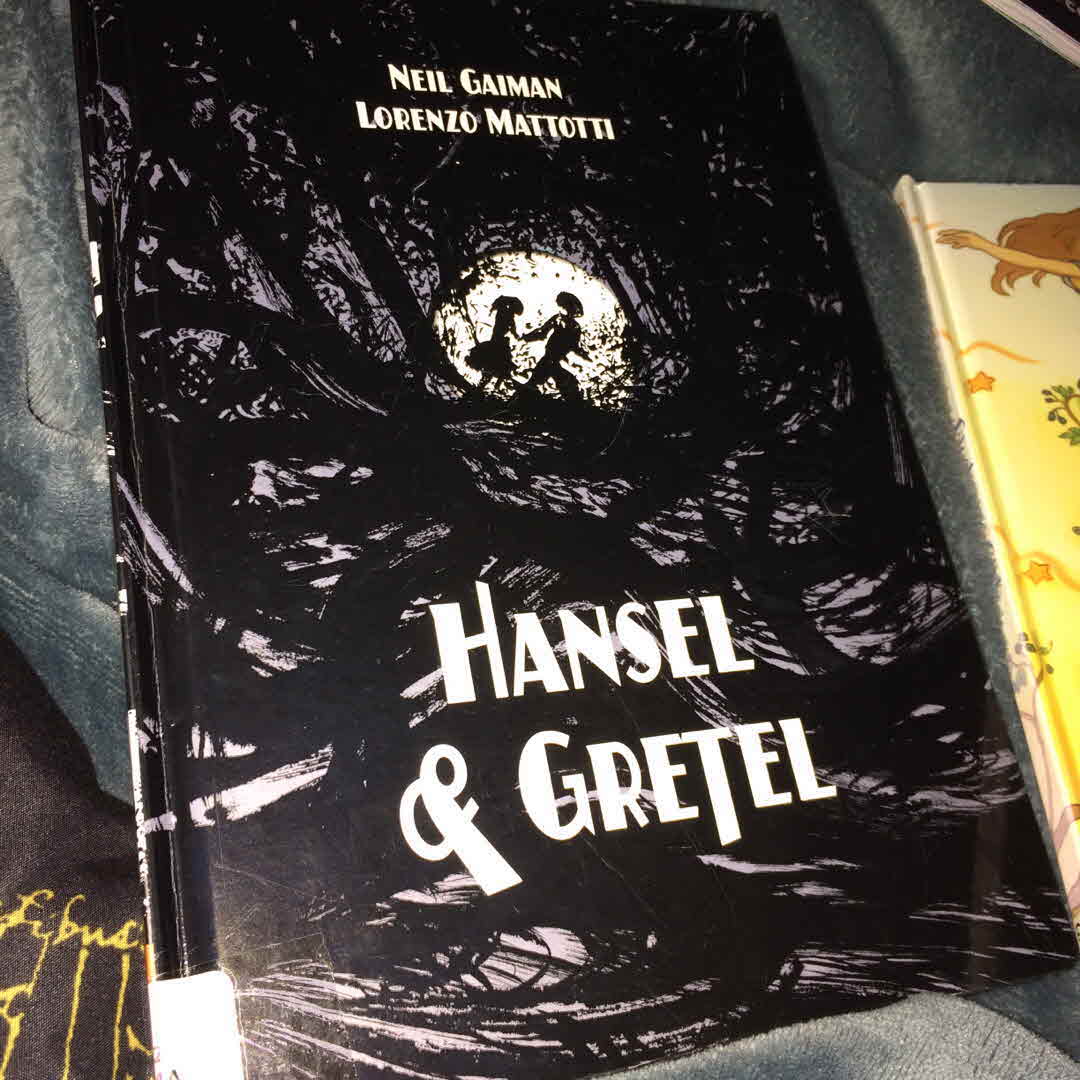 NEIL GAIMAN
LORENZO MATTOTTI
HANSEL
& GRETEL